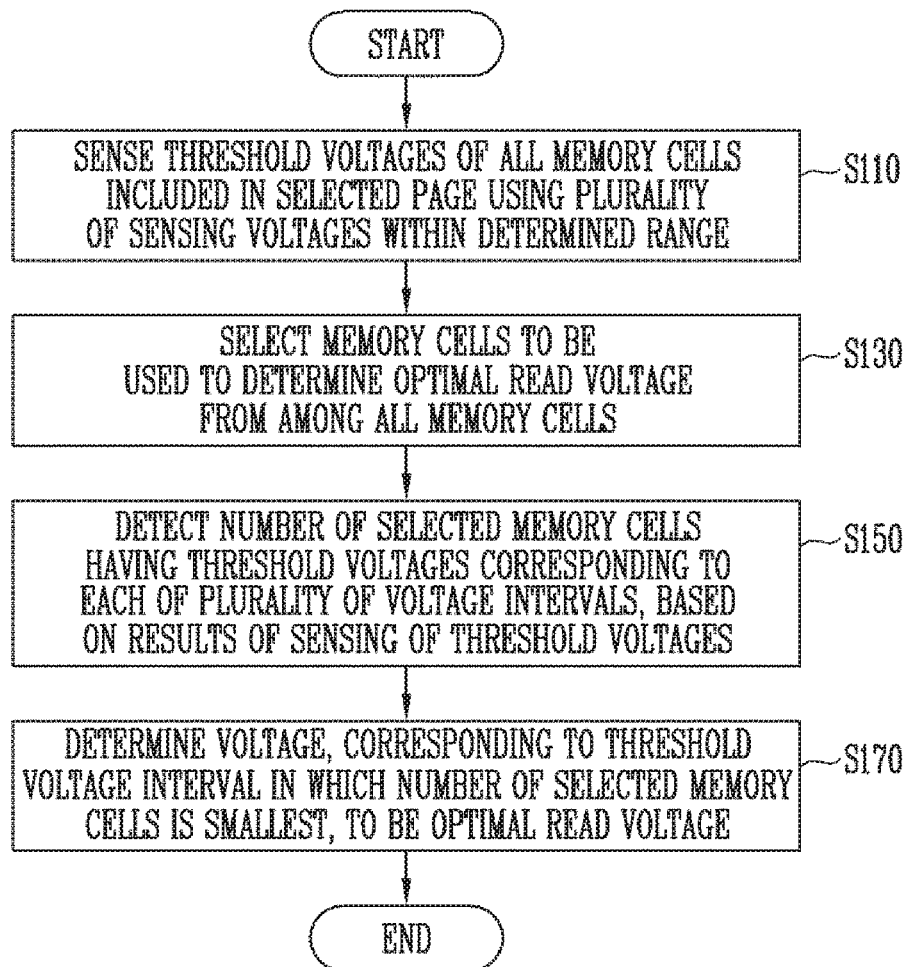 START
SENSE THRESHOLD VOLTAGES OF ALL MEMORY CELLS
INCLUDED IN SELECTED PAGE USING PLURALITY
OF SENSING VOLTAGES WITHIN DETERMINED RANGE
S110
SELECT MEMORY CELLS TO BE
USED TO DETERMINE OPTIMAL READ VOLTAGE
FROM AMONG ALL MEMORY CELLS
S130
DETECT NUMBER OF SELECTED MEMORY CELLS
HAVING THRESHOLD VOLTAGES CORRESPONDING TO
EACH OF PLURALITY OF VOLTAGE INTERVALS, BASED
ON RESULTS OF SENSING OF THRESHOLD VOLTAGES
S150
DETERMINE VOLTAGE, CORRESPONDING TO THRESHOLD
VOLTAGE INTERVAL IN WHICH NUMBER OF SELECTED MEMORY
CELLS IS SMALLEST, TO BE OPTIMAL READ VOLTAGE
S170
END